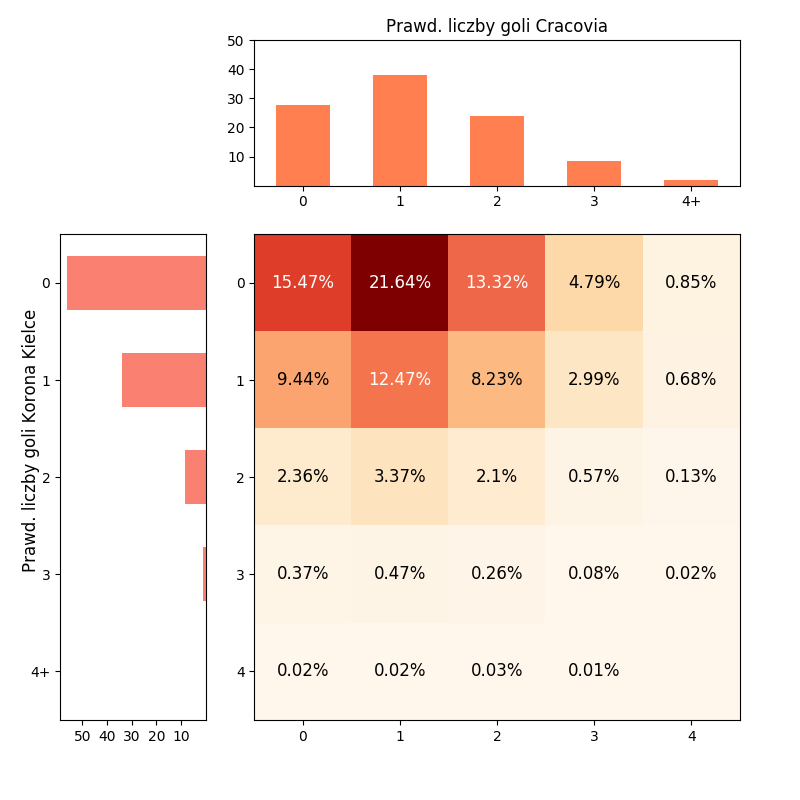 Prawd. liczby goli Cracovia
50
40
30
20
10
0 1 2 3 4+
Prawd. liczby goli Korona Kielce
0
1
2
3
4+
50 40 30 20 10
0 15.47% 21.64% 13.32% 4.79% 0.85%
1 9.44% 12.47% 8.23% 2.99% 0.68%
2 2.36% 3.37% 2.1% 0.57% 0.13%
3 0.37% 0.47% 0.26% 0.08% 0.02%
4 0.02% 0.02% 0.03% 0.01%
0 1 2 3 4